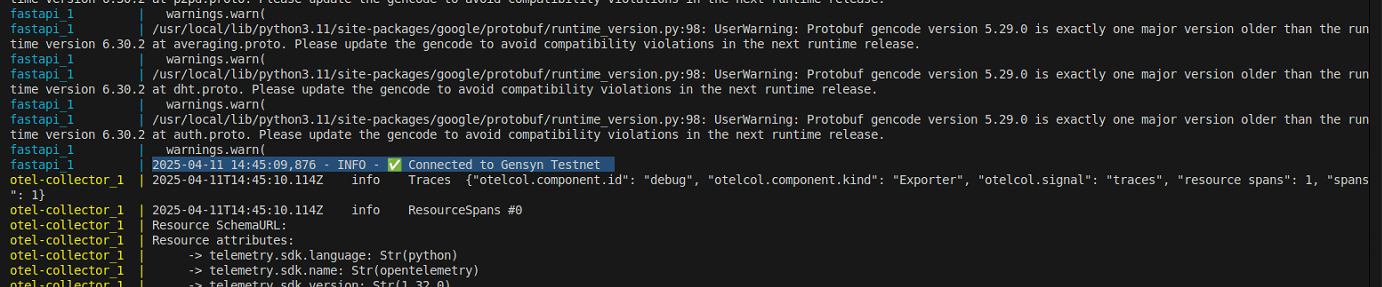 time version 6.30.2 at p2pd.proto. Please update the gencode to avoid compatibility violations in the next runtime release.
fastapi_1 | warnings.warn(
fastapi_1 | /usr/local/lib/python3.11/site-packages/google/protobuf/runtime_version.py:98: UserWarning: Protobuf gencode version 5.29.0 is exactly one major version older than the run
time version 6.30.2 at averaging.proto. Please update the gencode to avoid compatibility violations in the next runtime release.
fastapi_1 | warnings.warn(
fastapi_1 | /usr/local/lib/python3.11/site-packages/google/protobuf/runtime_version.py:98: UserWarning: Protobuf gencode version 5.29.0 is exactly one major version older than the run
time version 6.30.2 at dht.proto. Please update the gencode to avoid compatibility violations in the next runtime release.
fastapi_1 | warnings.warn(
fastapi_1 | /usr/local/lib/python3.11/site-packages/google/protobuf/runtime_version.py:98: UserWarning: Protobuf gencode version 5.29.0 is exactly one major version older than the run
time version 6.30.2 at auth.proto. Please update the gencode to avoid compatibility violations in the next runtime release.
fastapi_1 | warnings.warn(
fastapi_1 | 2025-04-11 14:45:09,876 - INFO - ✅ Connected to Gensyn Testnet
otel-collector_1 | 2025-04-11T14:45:10.114Z info Traces {"otelcol.component.id": "debug", "otelcol.component.kind": "Exporter", "otelcol.signal": "traces", "resource spans": 1, "spans
": 1}
otel-collector_1 | 2025-04-11T14:45:10.114Z info ResourceSpans #0
otel-collector_1 | Resource SchemaURL:
otel-collector_1 | Resource attributes:
otel-collector_1 | -> telemetry.sdk.language: Str(python)
otel-collector_1 | -> telemetry.sdk.name: Str(opentelemetry)
otel-collector_1 | -> telemetry.sdk.version: Str(1.32.0)